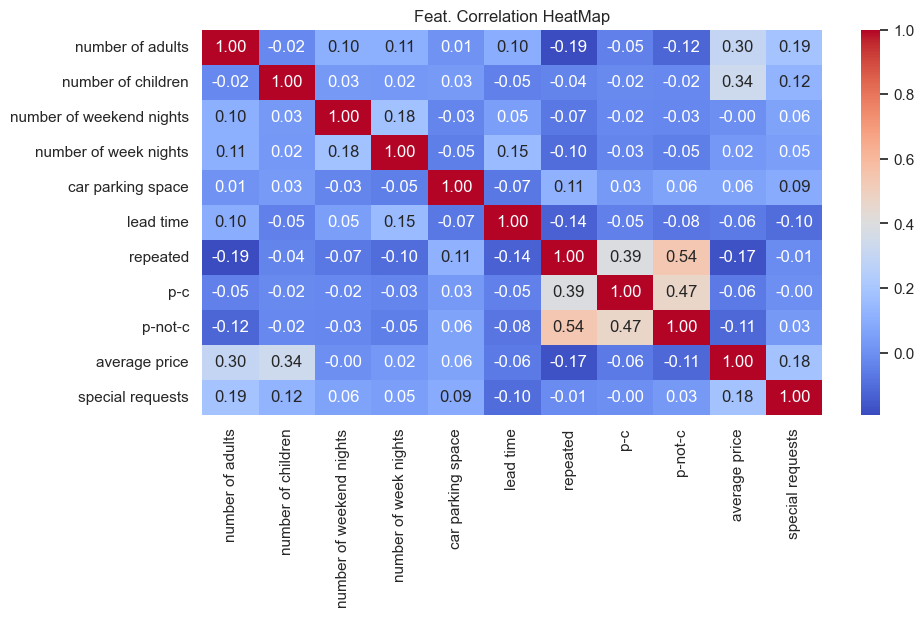 Feat. Correlation HeatMap
number of adults 1.00 -0.02 0.10 0.11 0.01 0.10 -0.19 -0.05 -0.12 0.30 0.19
number of children -0.02 1.00 0.03 0.02 0.03 -0.05 -0.04 -0.02 -0.02 0.34 0.12
number of weekend nights 0.10 0.03 1.00 0.18 -0.03 0.05 -0.07 -0.02 -0.03 -0.00 0.06
number of week nights 0.11 0.02 0.18 1.00 -0.05 0.15 -0.10 -0.03 -0.05 0.02 0.05
car parking space 0.01 0.03 -0.03 -0.05 1.00 -0.07 0.11 0.03 0.06 0.06 0.09
lead time 0.10 -0.05 0.05 0.15 -0.07 1.00 -0.14 -0.05 -0.08 -0.06 -0.10
repeated -0.19 -0.04 -0.07 -0.10 0.11 -0.14 1.00 0.39 0.54 -0.17 -0.01
p-c -0.05 -0.02 -0.02 -0.03 0.03 -0.05 0.39 1.00 0.47 -0.06 -0.00
p-not-c -0.12 -0.02 -0.03 -0.05 0.06 -0.08 0.54 0.47 1.00 -0.11 0.03
average price 0.30 0.34 -0.00 0.02 0.06 -0.06 -0.17 -0.06 -0.11 1.00 0.18
special requests 0.19 0.12 0.06 0.05 0.09 -0.10 -0.01 -0.00 0.03 0.18 1.00
number of adults
number of children
number of weekend nights
number of week nights
car parking space
lead time
repeated
p-c
p-not-c
average price
special requests
1.0
0.8
0.6
0.4
0.2
0.0